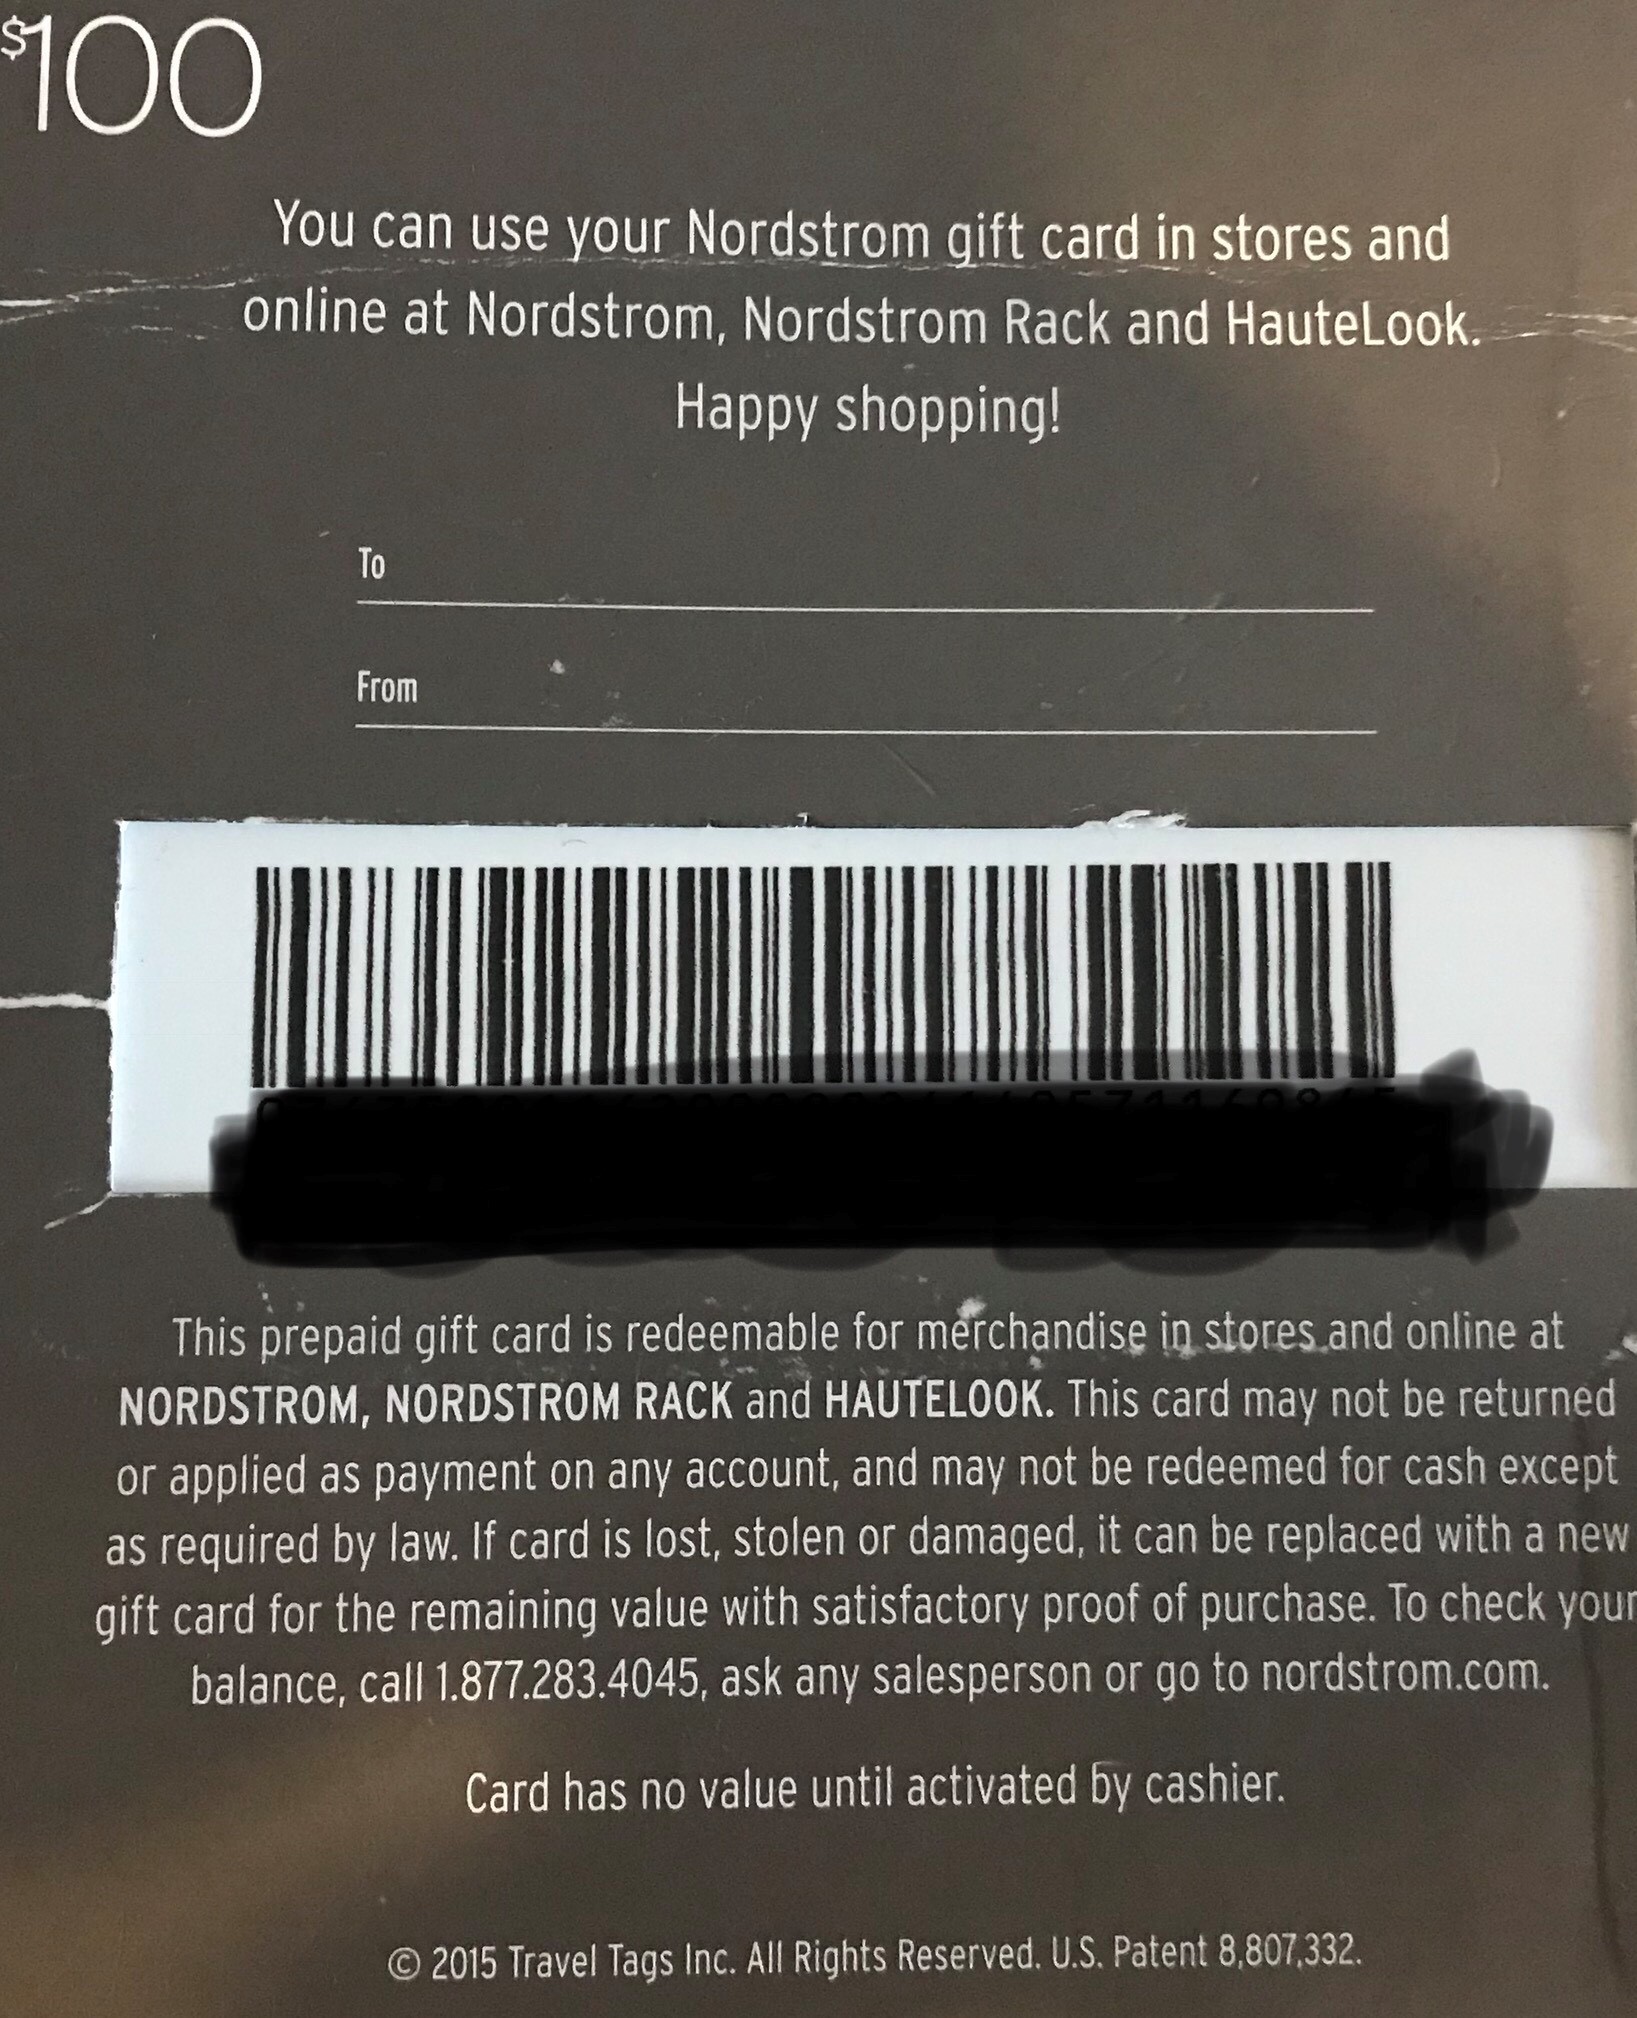 $100
You can use your Nordstrom gift card in stores and
online at Nordstrom, Nordstrom Rack and HauteLook.
Happy shopping!
To
From
This prepaid gift card is redeemable for merchandise in stores and online at
NORDSTROM, NORDSTROM RACK and HAUTELOOK. This card may not be returned
or applied as payment on any account, and may not be redeemed for cash except
as required by law. If card is lost, stolen or damaged, it can be replaced with a new
gift card for the remaining value with satisfactory proof of purchase. To check your
balance, call 1.877.283.4045, ask any salesperson or go to nordstrom.com.
Card has no value until activated by cashier.
© 2015 Travel Tags Inc. All Rights Reserved. U.S. Patent 8,807,332.